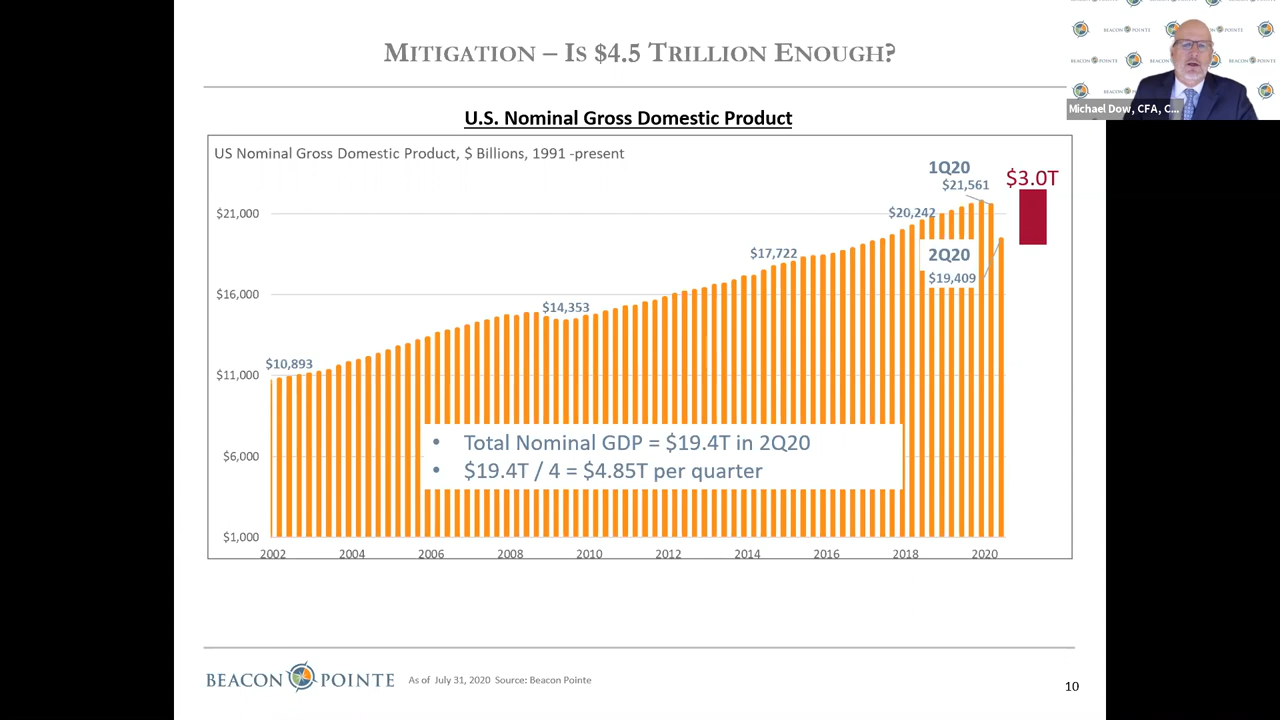 MITIGATION – IS $4.5 TRILLION ENOUGH?
BEACON POINTE
Michael Dow, CFA, C...
U.S. Nominal Gross Domestic Product
US Nominal Gross Domestic Product, $ Billions, 1991 -present
1Q20
$21,561
$3.0T
$21,000
$20,242
$17,722
2Q20
$19,409
$16,000
$14,353
$10,893
$11,000
• Total Nominal GDP = $19.4T in 2Q20
$6,000
• $19.4T / 4 = $4.85T per quarter
$1,000
2002 2004 2006 2008 2010 2012 2014 2016 2018 2020
BEACON POINTE
As of July 31, 2020 Source: Beacon Pointe
10